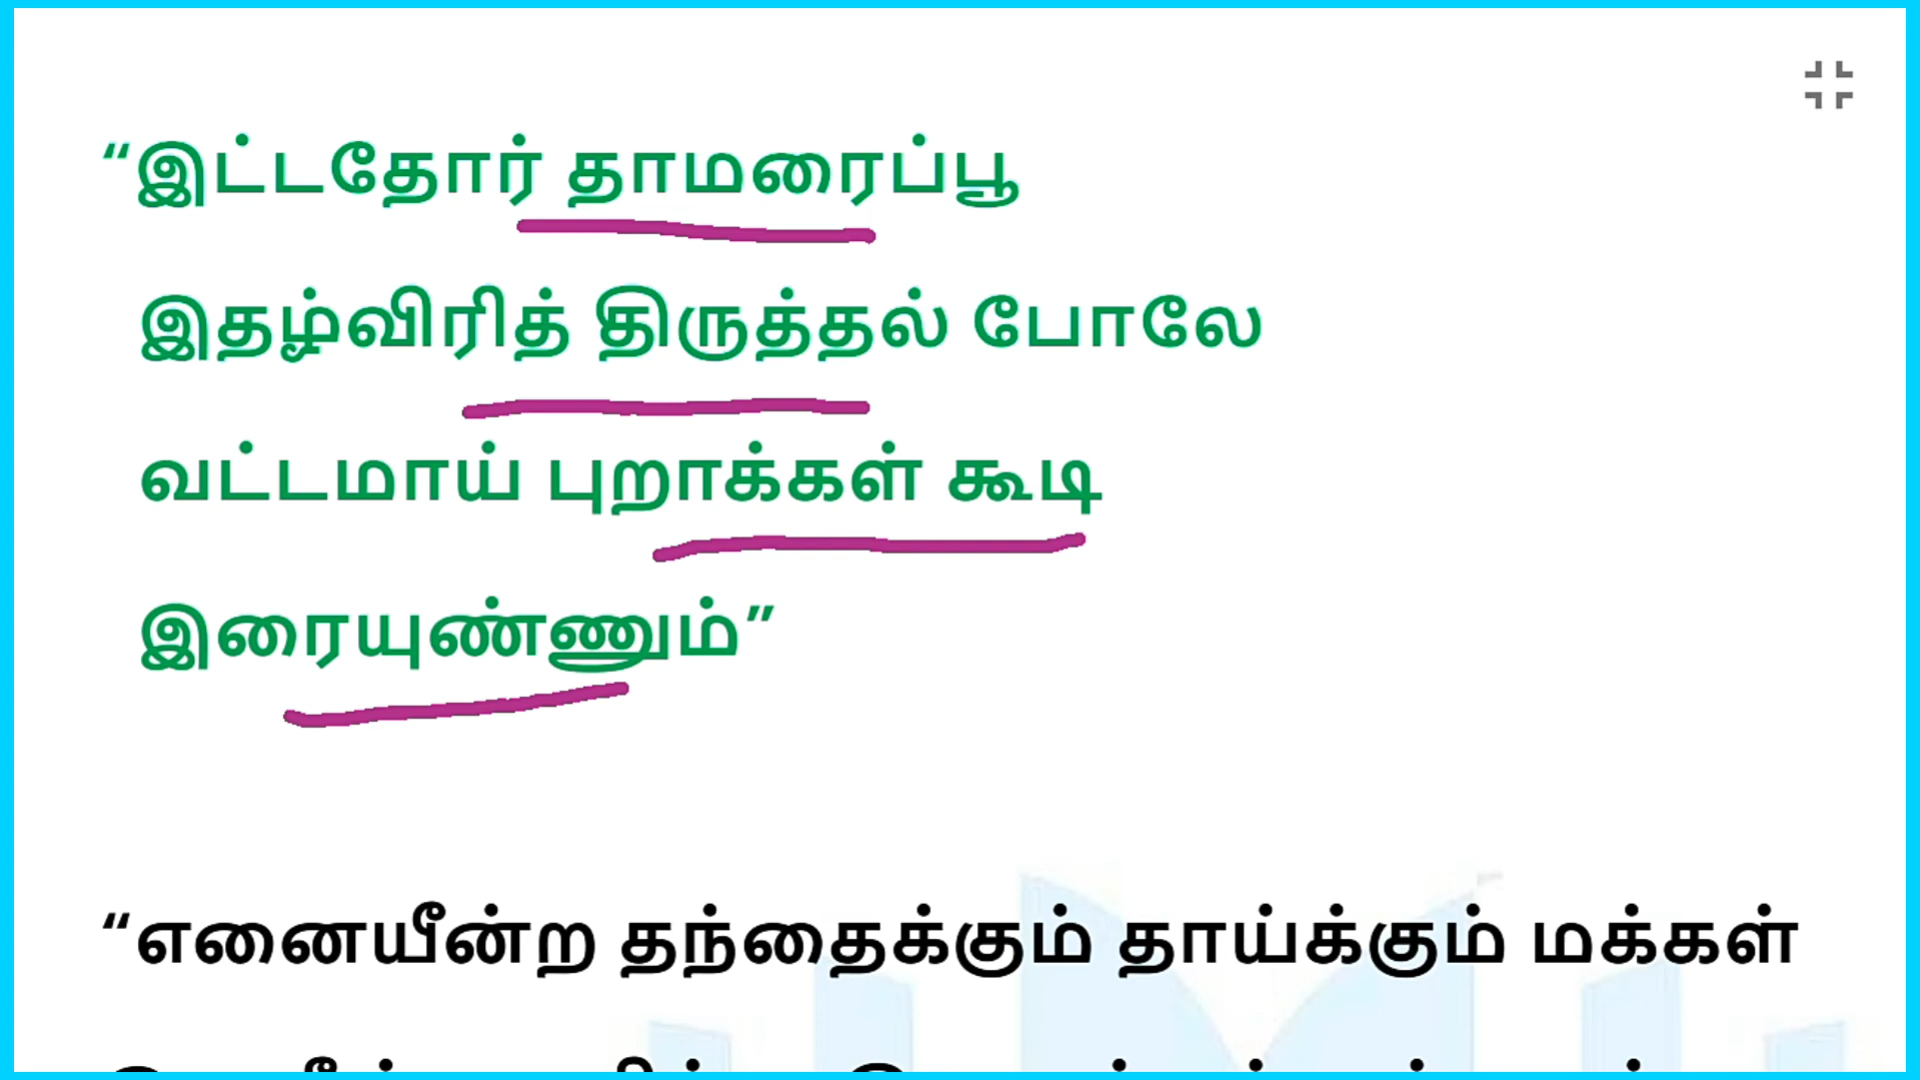 “இட்டதோர் தாமரைப்பூ
இதழ்விரித் திருத்தல் போலே
வட்டமாய் புறாக்கள் கூடி
இரையுண்ணும்”
“எனையீன்ற தந்தைக்கும் தாய்க்கும் மக்கள்